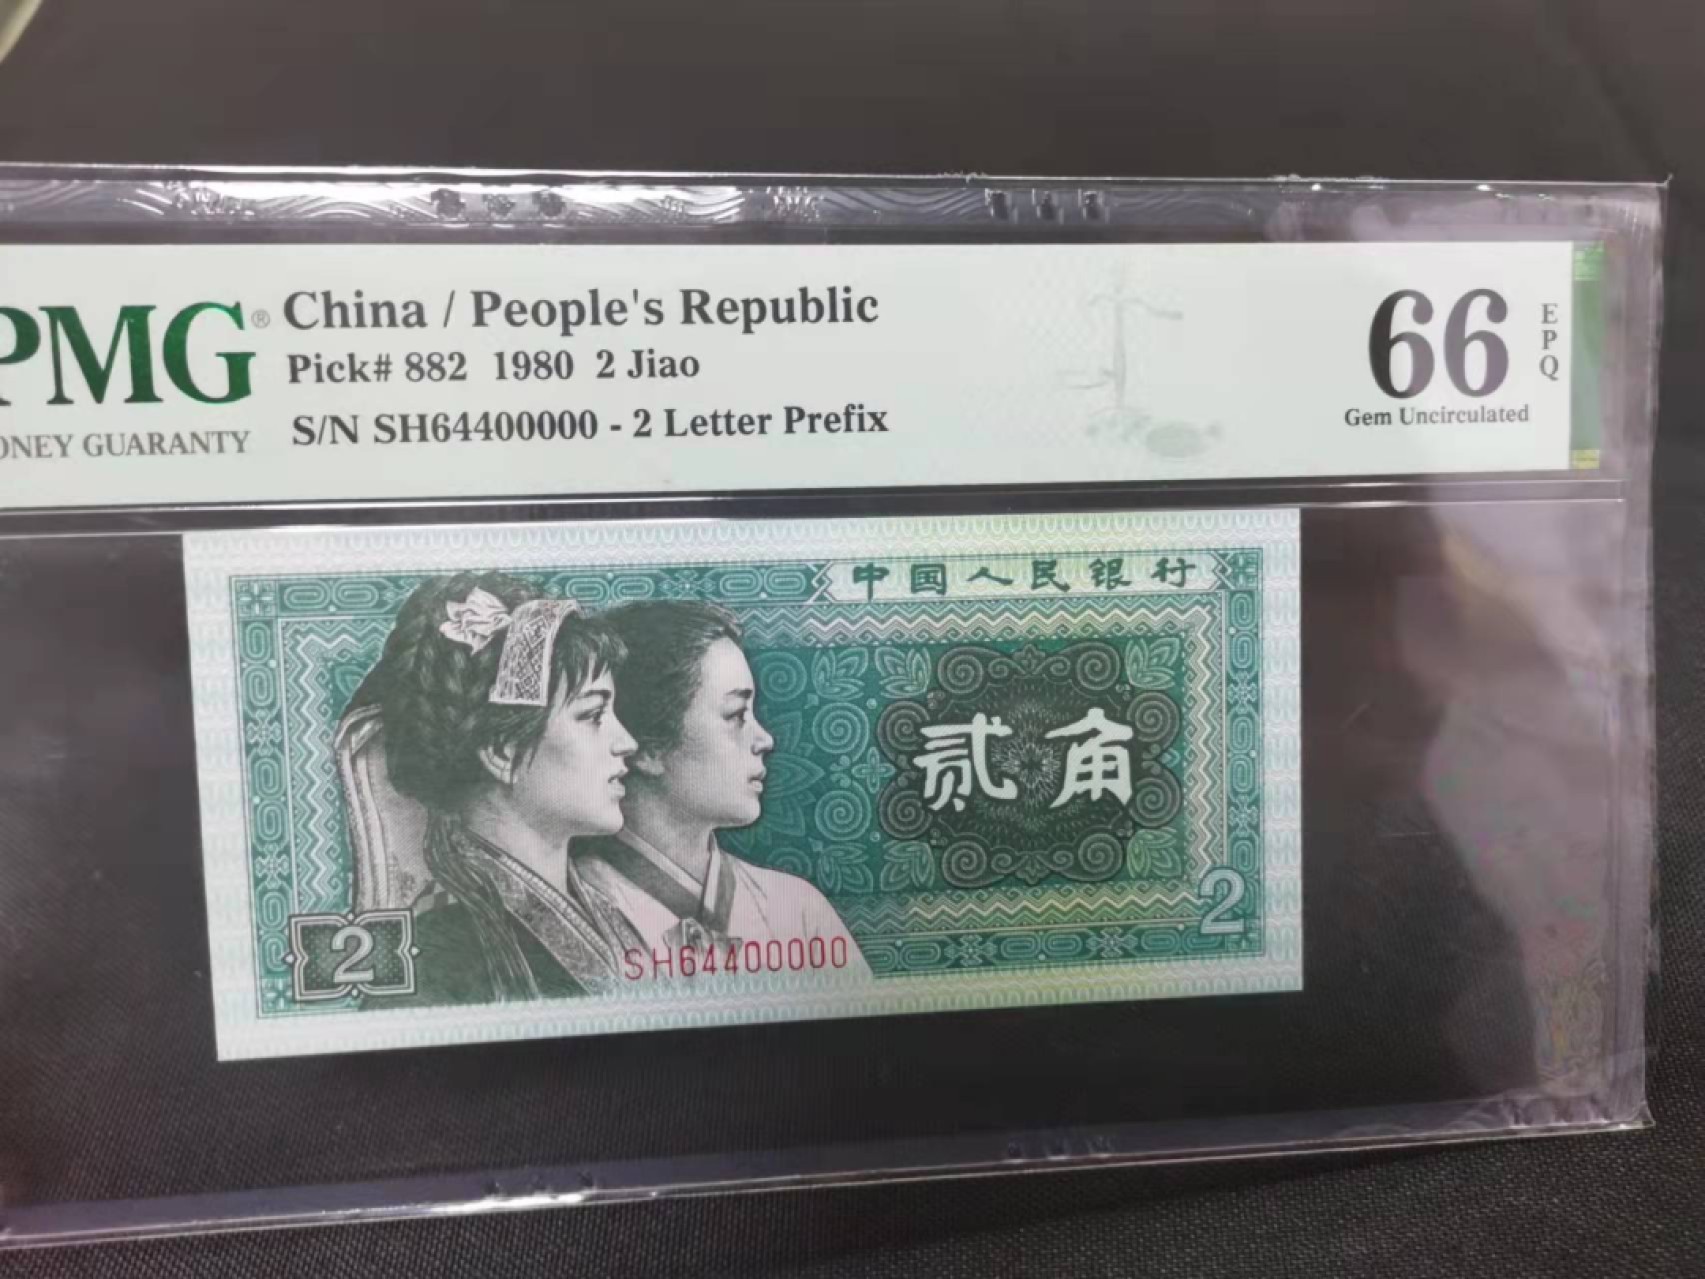 PMG®
China / People's Republic
Pick# 882 1980 2 Jiao
S/N SH64400000 - 2 Letter Prefix
GUARANTY
66
EPQ
Gem Uncirculated
中国人民银行
贰角
2
2
SH64400000